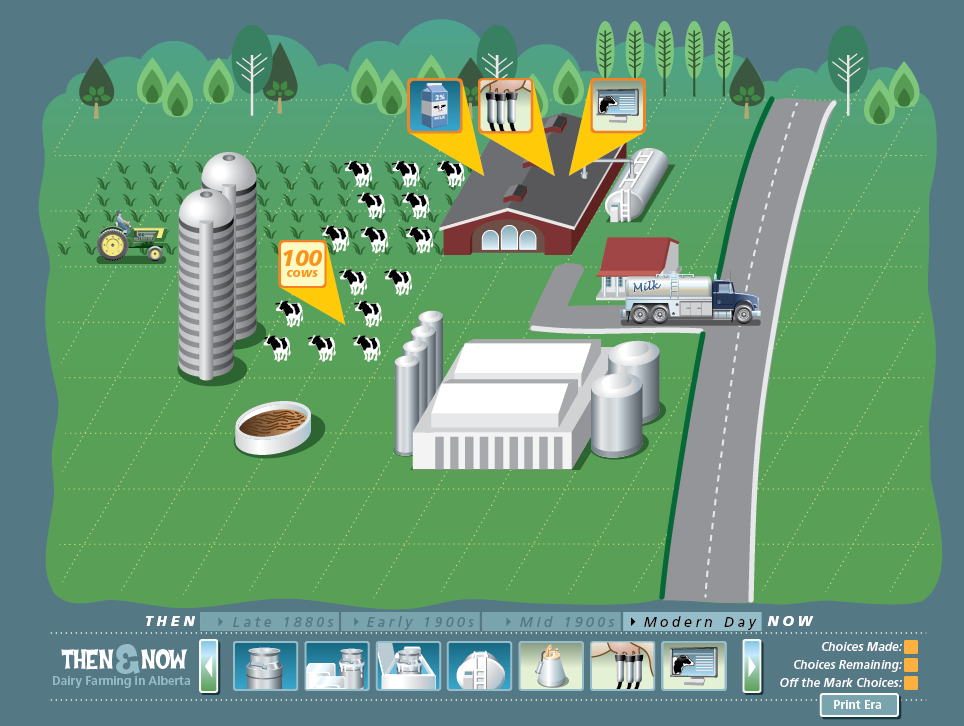 2%
MILK
100
COWS
Milk
THEN Late 1880s Early 1900s Mid 1900s Modern Day NOW
THEN & NOW
Dairy Farming in Alberta
Choices Made:
Choices Remaining:
Off the Mark Choices:
Print Era